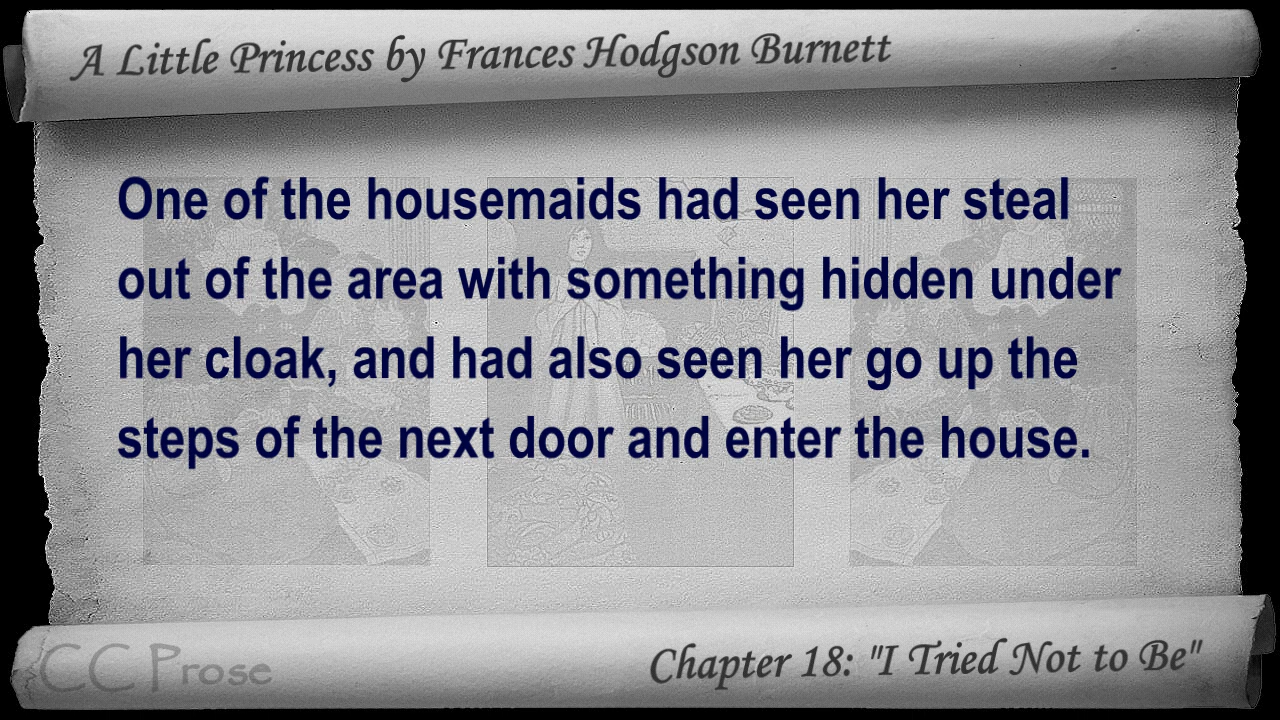 A Little Princess by Frances Hodgson Burnett
One of the housemaids had seen her steal
out of the area with something hidden under
her cloak, and had also seen her go up the
steps of the next door and enter the house.
CC Prose
Chapter 18: "I Tried Not to Be"